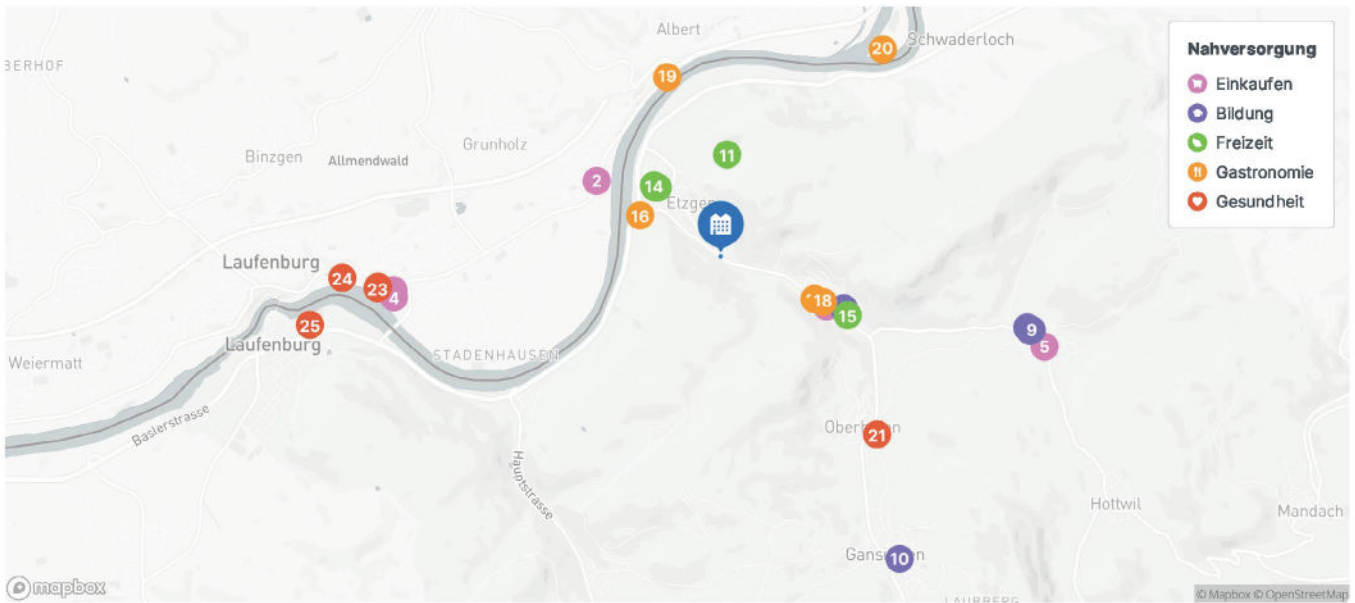 Albert
20
Schwaderloch
BERHOF
19
Nahversorgung
Einkaufen
Bildung
Freizeit
Gastronomie
Gesundheit
Grunholz
Binzgen
Allmendwald
11
2
14
Etzgen
16
Laufenburg
24
23
4
18
15
25
Laufenburg
9
5
Weiermatt
STADENHAUSEN
Baslerstrasse
21
Hauptstrasse
Hottwil
Mandach
10
mapbox
© Mapbox © OpenStreetMap